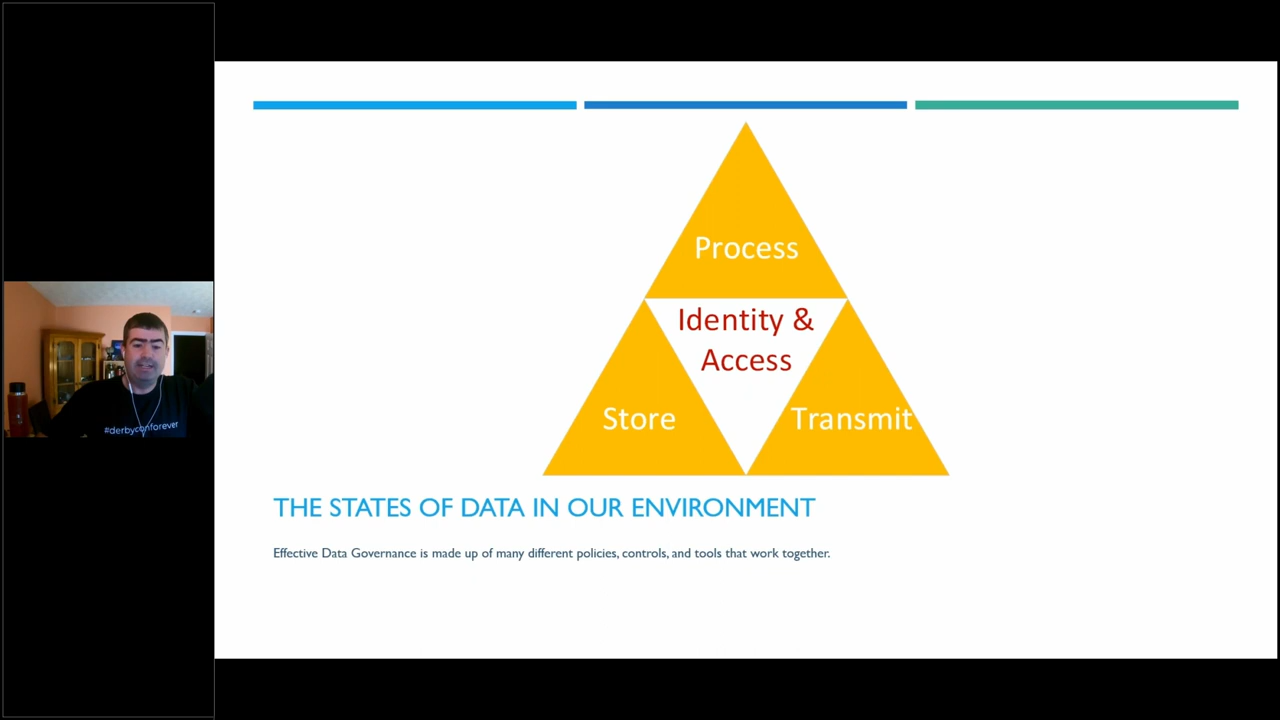 Process
Identity &
Access
Store
Transmit
THE STATES OF DATA IN OUR ENVIRONMENT
Effective Data Governance is made up of many different policies, controls, and tools that work together.
#derbyconforever